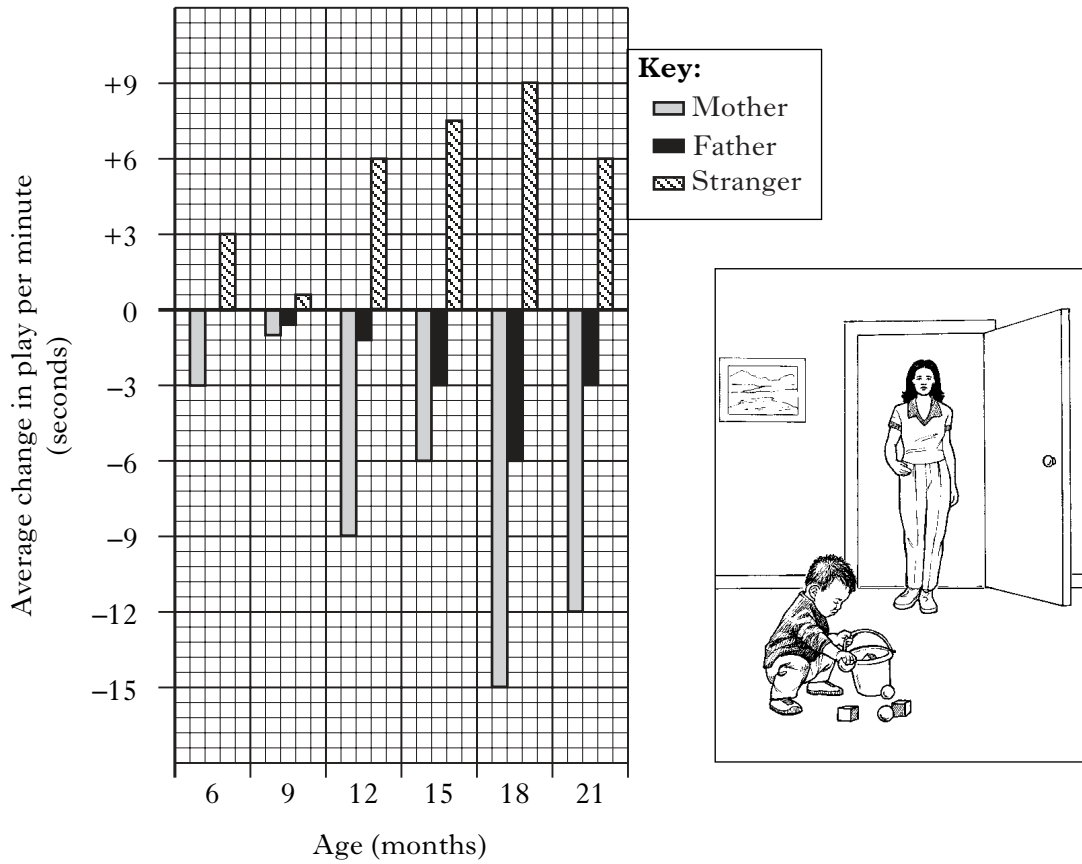 Average change in play per minute
(seconds)
+9
+6
+3
0
–3
–6
–9
–12
–15
6 9 12 15 18 21
Age (months)
Key:
Mother
Father
Stranger